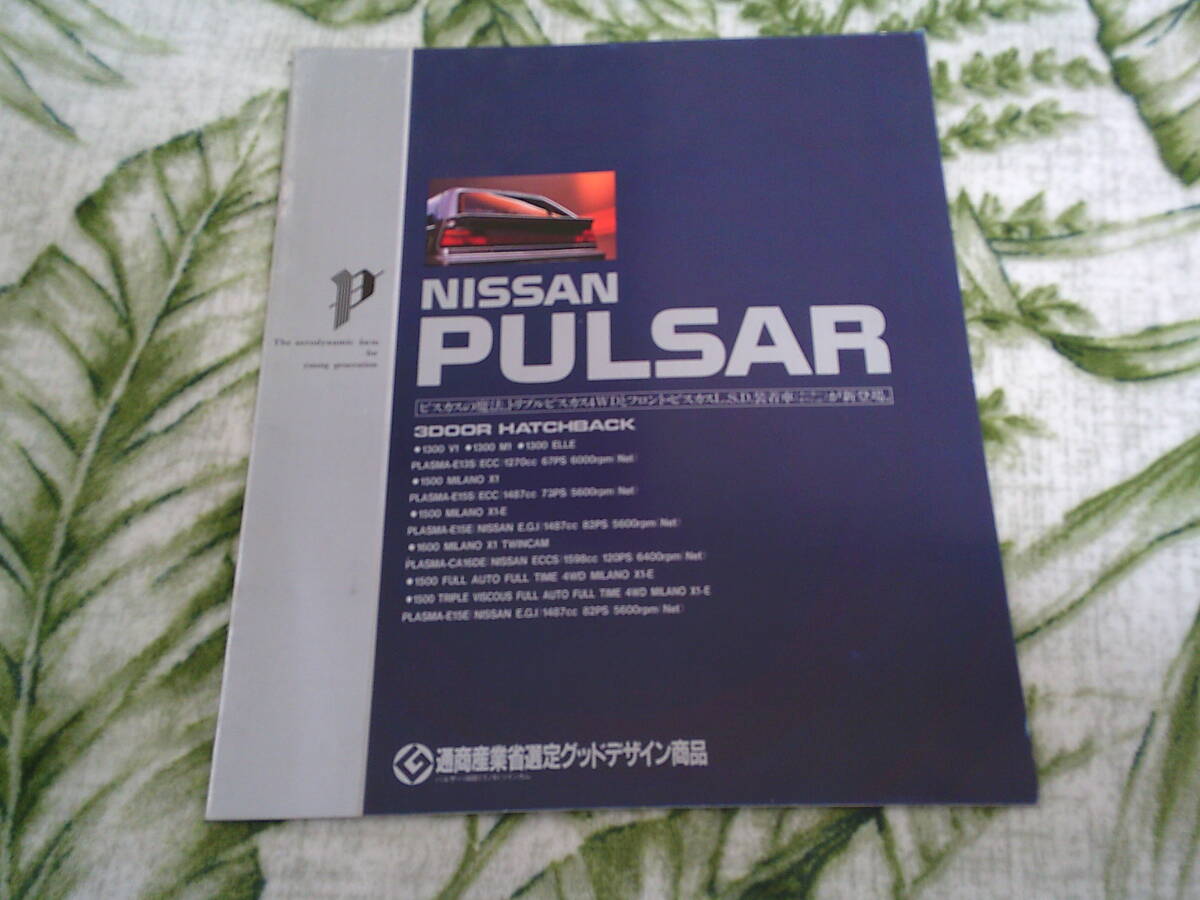 P
The aerodynamic form
for
young generation
NISSAN
PULSAR
ビスカスの魔法。トリプルビスカス4WDとフロント・ビスカスL.S.D.装着車 が新登場。
3DOOR HATCHBACK
●1300 V1 ●1300 M1 ●1300 ELLE
PLASMA-E13S ECC(1270cc 67PS/6000rpm Net)
●1500 MILANO X1
PLASMA-E15S ECC(1487cc 73PS/5600rpm Net)
●1500 MILANO X1-E
PLASMA-E15E(NISSAN E.G.I)(1487cc 82PS/5600rpm Net)
●1600 MILANO X1 TWINCAM
PLASMA-CA16DE(NISSAN ECCS)(1598cc 120PS/6400rpm Net)
●1500 FULL AUTO FULL TIME 4WD MILANO X1-E
●1500 TRIPLE VISCOUS FULL AUTO FULL TIME 4WD MILANO X1-E
PLASMA-E15E(NISSAN E.G.I)(1487cc 82PS/5600rpm Net)
G 通商産業省選定グッドデザイン商品